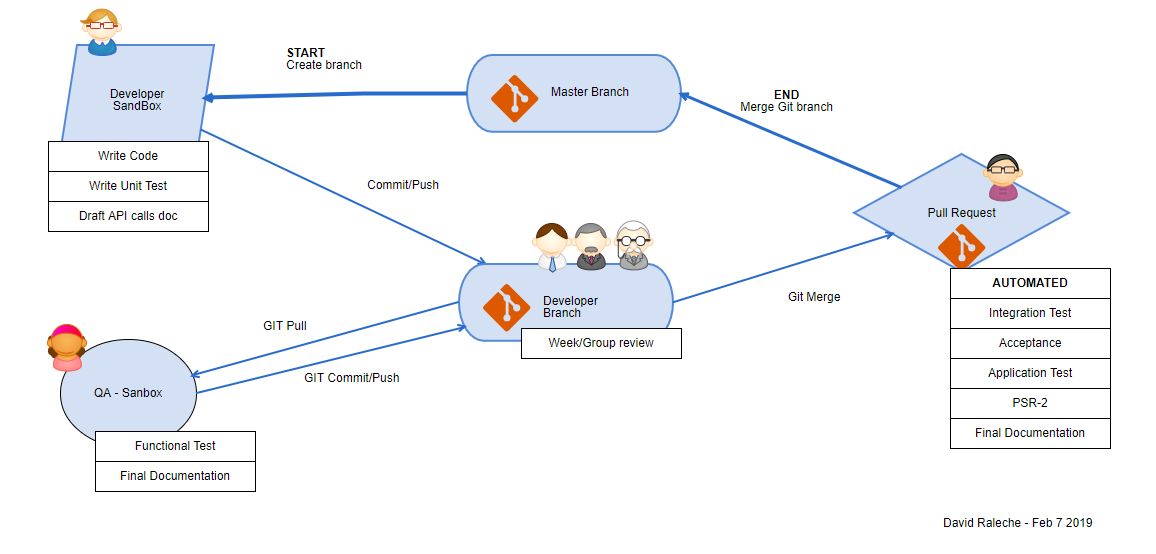 START
Create branch
Developer
SandBox
Master Branch
END
Merge Git branch
Write Code
Write Unit Test
Draft API calls doc
Commit/Push
Pull Request
Developer
Branch
Week/Group review
Git Merge
AUTOMATED
Integration Test
Acceptance
Application Test
PSR-2
Final Documentation
GIT Pull
GIT Commit/Push
QA - Sanbox
Functional Test
Final Documentation
David Raleche - Feb 7 2019